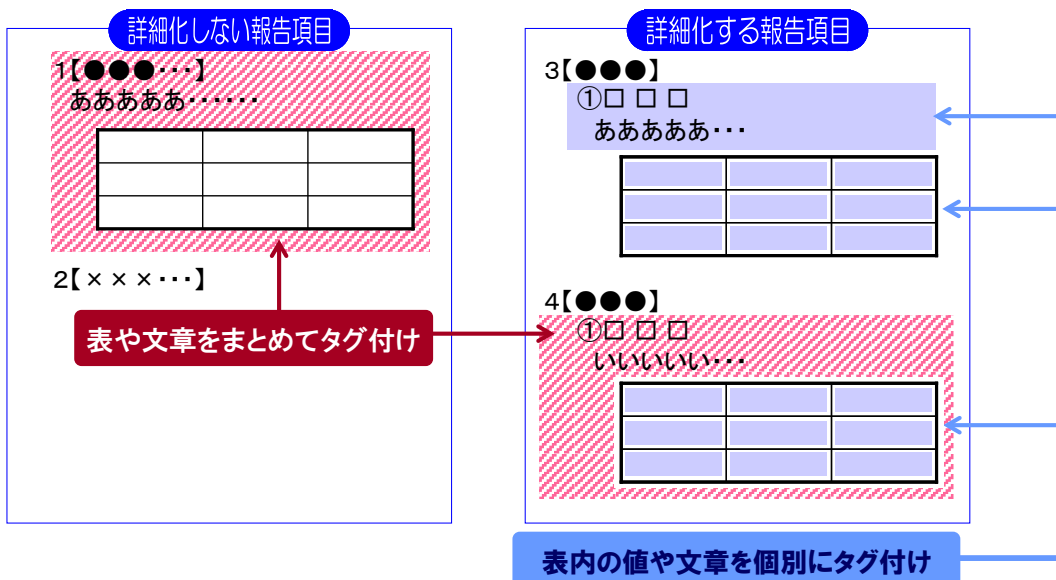 詳細化しない報告項目
1【●●●･･･】
あああああ･･････
2【×××･･･】
表や文章をまとめてタグ付け
詳細化する報告項目
3【●●●】
①□ □ □
あああああ･･･
4【●●●】
①□ □ □
いいいいい･･･
表内の値や文章を個別にタグ付け